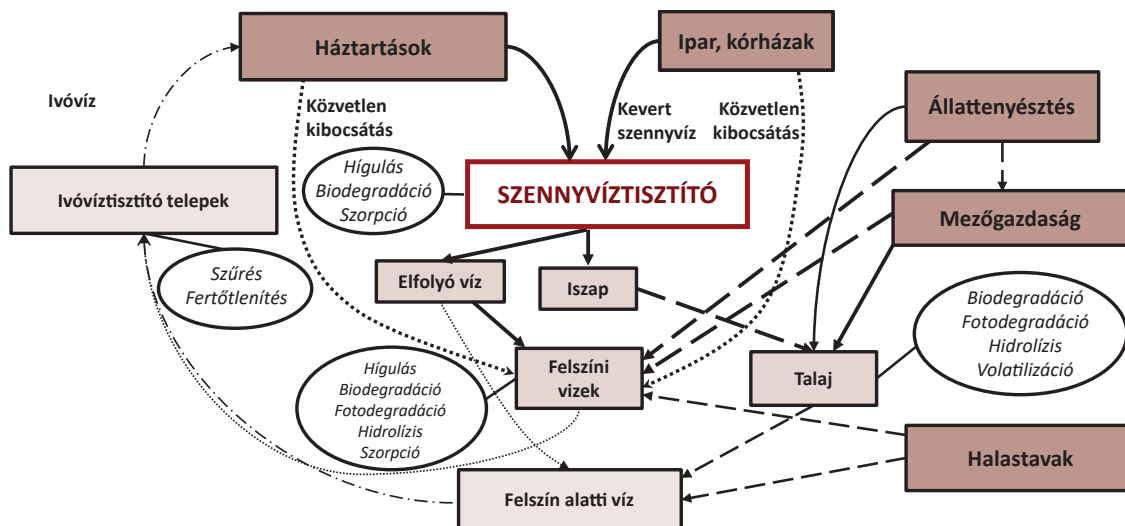 Háztartások
Ipar, kórházak
Ivóvíz
Közvetlen
kibocsátás
Kevert
szennyvíz
Közvetlen
kibocsátás
Állattenyésztés
Hígulás
Biodegradáció
Szorpció
SZENNYVÍZTISZTÍTÓ
Ivóvíztisztító telepek
Mezőgazdaság
Szűrés
Fertőtlenítés
Elfolyó víz
Iszap
Biodegradáció
Fotodegradáció
Hidrolízis
Volatilizáció
Felszíni
vizek
Talaj
Hígulás
Biodegradáció
Fotodegradáció
Hidrolízis
Szorpció
Halastavak
Felszín alatti víz